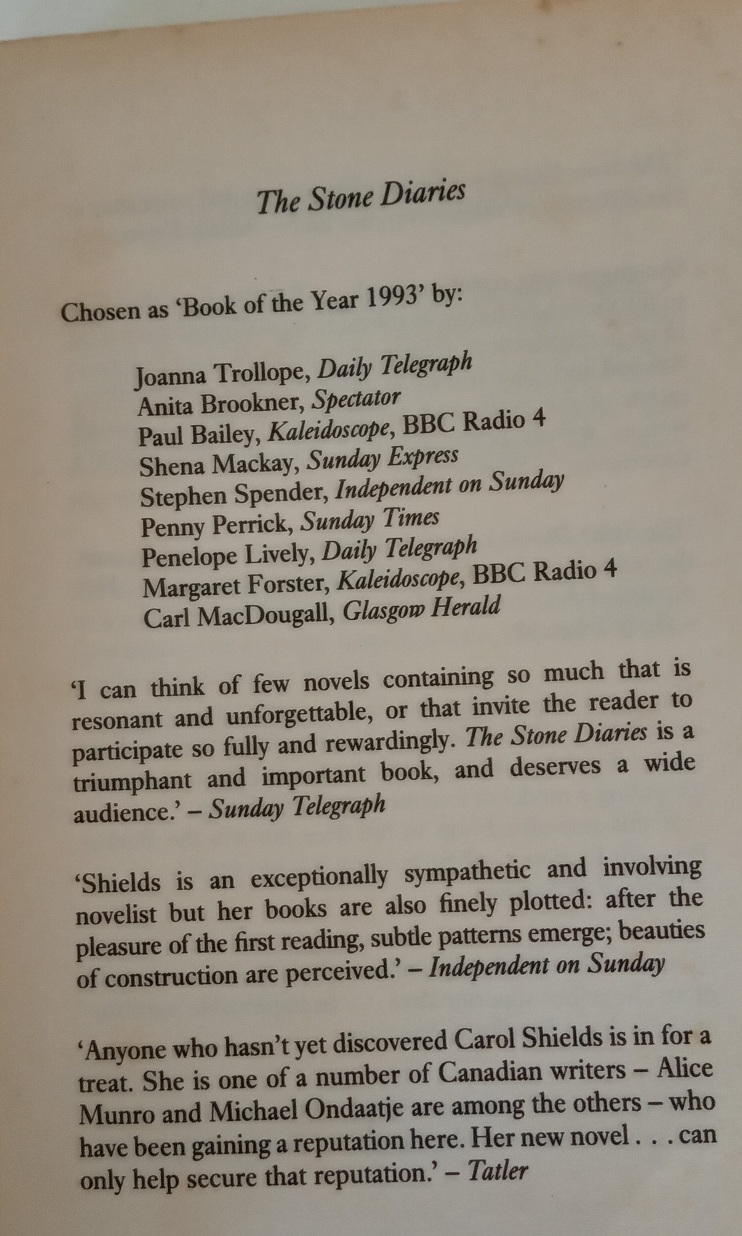 The Stone Diaries
Chosen as ‘Book of the Year 1993’ by:
Joanna Trollope, Daily Telegraph
Anita Brookner, Spectator
Paul Bailey, Kaleidoscope, BBC Radio 4
Shena Mackay, Sunday Express
Stephen Spender, Independent on Sunday
Penny Perrick, Sunday Times
Penelope Lively, Daily Telegraph
Margaret Forster, Kaleidoscope, BBC Radio 4
Carl MacDougall, Glasgow Herald
‘I can think of few novels containing so much that is
resonant and unforgettable, or that invite the reader to
participate so fully and rewardingly. The Stone Diaries is a
triumphant and important book, and deserves a wide
audience.’ – Sunday Telegraph
‘Shields is an exceptionally sympathetic and involving
novelist but her books are also finely plotted: after the
pleasure of the first reading, subtle patterns emerge; beauties
of construction are perceived.’ – Independent on Sunday
‘Anyone who hasn’t yet discovered Carol Shields is in for a
treat. She is one of a number of Canadian writers – Alice
Munro and Michael Ondaatje are among the others – who
have been gaining a reputation here. Her new novel . . . can
only help secure that reputation.’ – Tatler